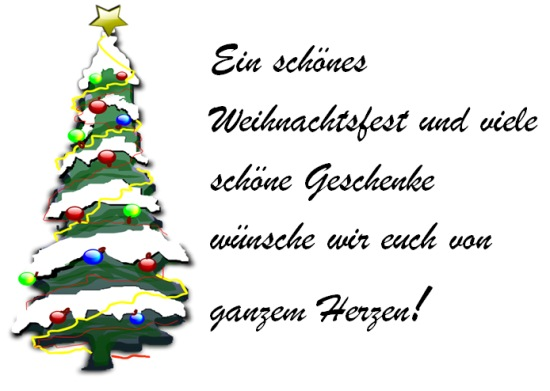 Ein schönes
Weihnachtsfest und viele
schöne Geschenke
wünsche wir euch von
ganzem Herzen!